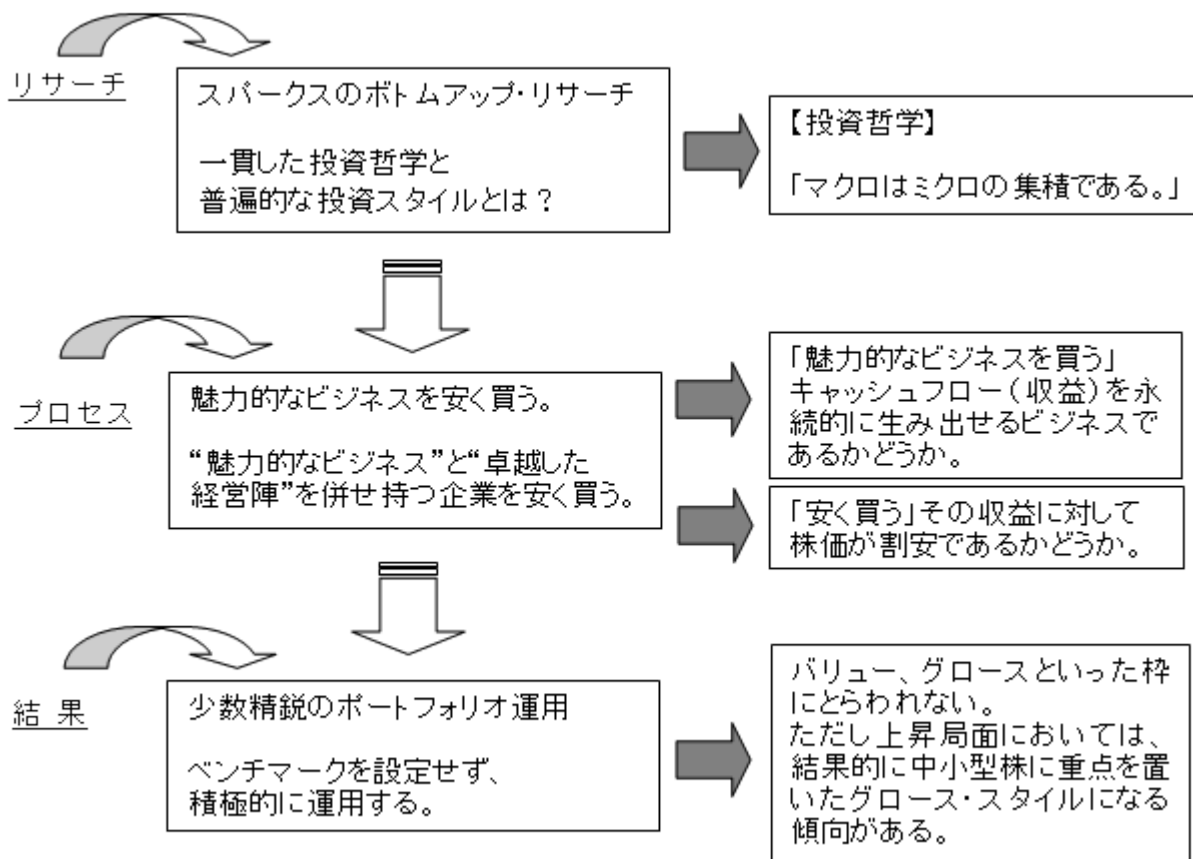 リサーチ
スパークスのボトムアップ・リサーチ
一貫した投資哲学と
普遍的な投資スタイルとは？
【投資哲学】
「マクロはミクロの集積である。」
プロセス
魅力的なビジネスを安く買う。
“魅力的なビジネス”と“卓越した
経営陣”を併せ持つ企業を安く買う。
「魅力的なビジネスを買う」
キャッシュフロー（収益）を永
続的に生み出せるビジネスで
あるかどうか。
「安く買う」その収益に対して
株価が割安であるかどうか。
結果
少数精鋭のポートフォリオ運用
ベンチマークを設定せず、
積極的に運用する。
バリュー、グロースといった枠
にとらわれない。
ただし上昇局面においては、
結果的に中小型株に重点を置
いたグロース・スタイルになる
傾向がある。